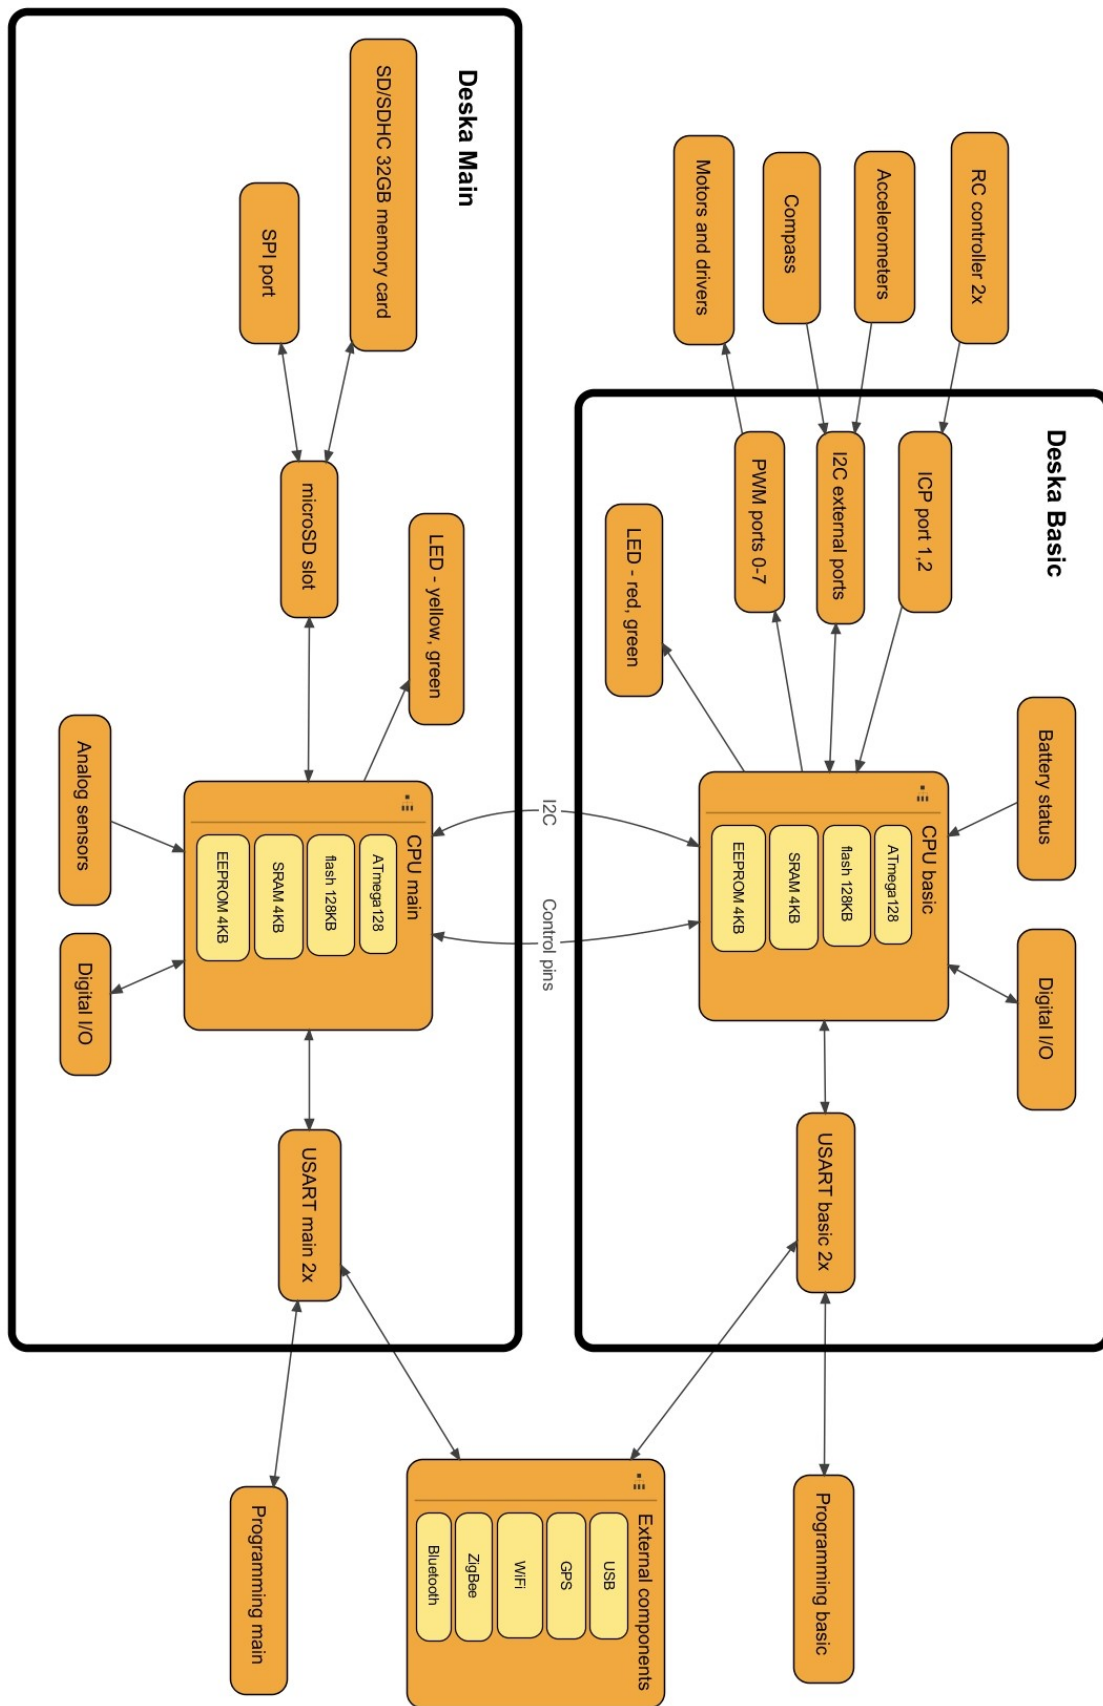 Deska Basic
RC controller 2x
Accelerometers
Compass
Motors and drivers
ICP port 1,2
I2C external ports
PWM ports 0-7
LED - red, green
Battery status
Digital I/O
CPU basic
ATmega128
flash 128KB
SRAM 4KB
EEPROM 4KB
USART basic 2x
Programming basic
I2C
Control pins
External components
USB
GPS
WiFi
ZigBee
Bluetooth
Deska Main
SD/SDHC 32GB memory card
SPI port
microSD slot
LED - yellow, green
CPU main
ATmega128
flash 128KB
SRAM 4KB
EEPROM 4KB
Analog sensors
Digital I/O
USART main 2x
Programming main